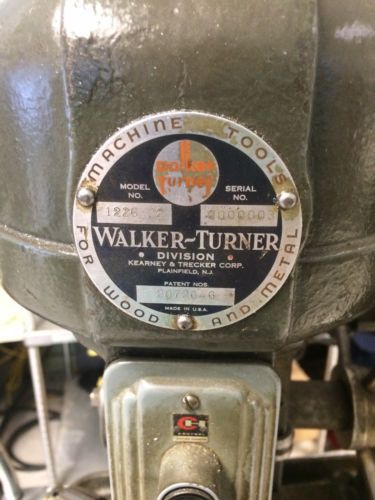 MACHINE TOOLS
walker
turner
MODEL NO.
SERIAL NO.
WALKER-TURNER
• DIVISION •
KEARNEY & TRECKER CORP.
PLAINFIELD, N.J.
PATENT NOS.
MADE IN U.S.A.
FOR WOOD AND METAL
CONTROL